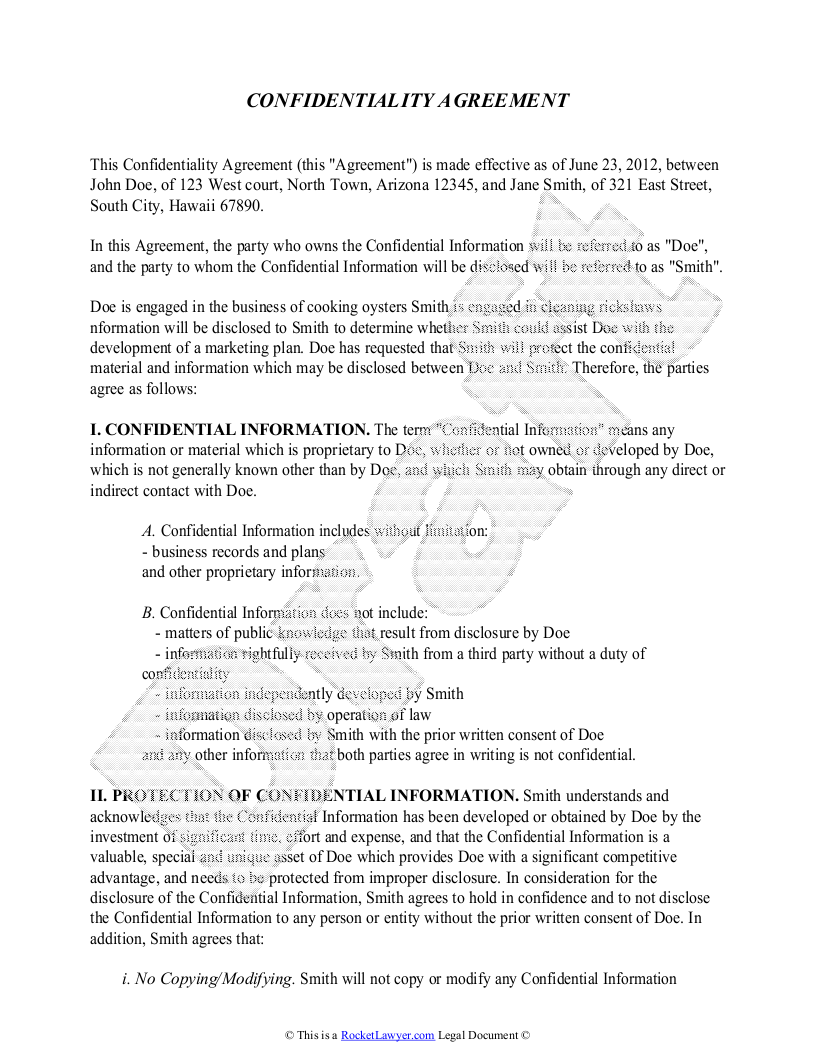 CONFIDENTIALITY AGREEMENT
This Confidentiality Agreement (this "Agreement") is made effective as of June 23, 2012, between
John Doe, of 123 West court, North Town, Arizona 12345, and Jane Smith, of 321 East Street,
South City, Hawaii 67890.
In this Agreement, the party who owns the Confidential Information will be referred to as "Doe",
and the party to whom the Confidential Information will be disclosed will be referred to as "Smith".
Doe is engaged in the business of cooking oysters Smith is engaged in cleaning rickshaws
nformation will be disclosed to Smith to determine whether Smith could assist Doe with the
development of a marketing plan. Doe has requested that Smith will protect the confidential
material and information which may be disclosed between Doe and Smith. Therefore, the parties
agree as follows:
I. CONFIDENTIAL INFORMATION. The term "Confidential Information" means any
information or material which is proprietary to Doe, whether or not owned or developed by Doe,
which is not generally known other than by Doe, and which Smith may obtain through any direct or
indirect contact with Doe.
A. Confidential Information includes without limitation:
- business records and plans
and other proprietary information.
B. Confidential Information does not include:
- matters of public knowledge that result from disclosure by Doe
- information rightfully received by Smith from a third party without a duty of
confidentiality
- information independently developed by Smith
- information disclosed by operation of law
- information disclosed by Smith with the prior written consent of Doe
and any other information that both parties agree in writing is not confidential.
II. PROTECTION OF CONFIDENTIAL INFORMATION. Smith understands and
acknowledges that the Confidential Information has been developed or obtained by Doe by the
investment of significant time, effort and expense, and that the Confidential Information is a
valuable, special and unique asset of Doe which provides Doe with a significant competitive
advantage, and needs to be protected from improper disclosure. In consideration for the
disclosure of the Confidential Information, Smith agrees to hold in confidence and to not disclose
the Confidential Information to any person or entity without the prior written consent of Doe. In
addition, Smith agrees that:
i. No Copying/Modifying. Smith will not copy or modify any Confidential Information
© This is a RocketLawyer.com Legal Document ©
Draft